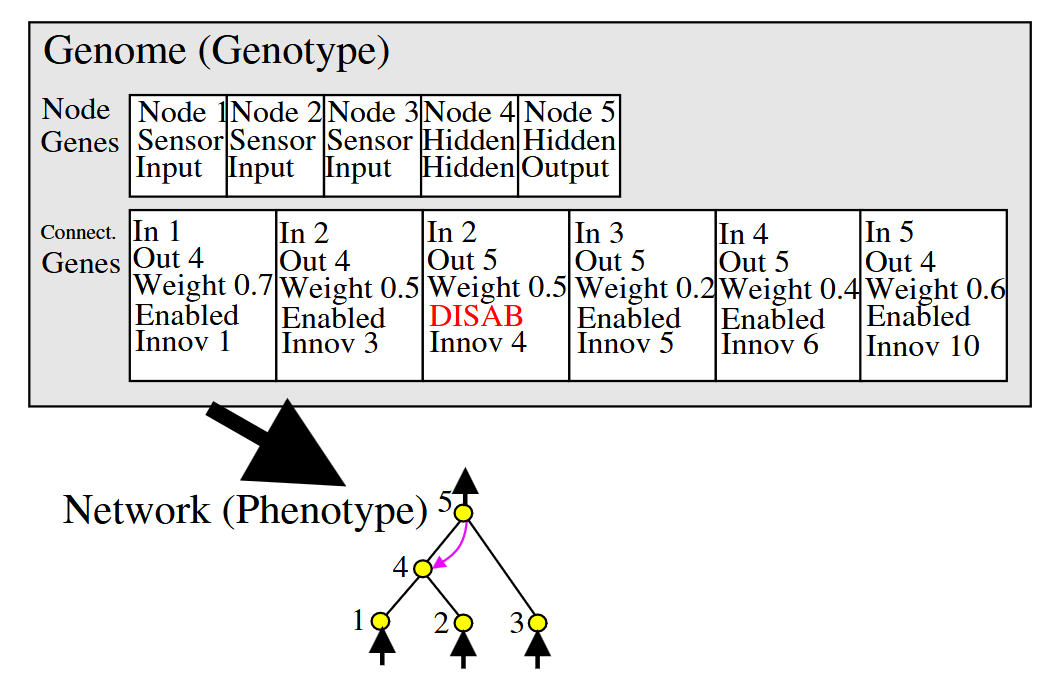 Genome (Genotype)
Node Genes
Node 1 Sensor Input
Node 2 Sensor Input
Node 3 Sensor Input
Node 4 Hidden Hidden
Node 5 Hidden Output
Connect. Genes
In 1
Out 4
Weight 0.7
Enabled
Innov 1
In 2
Out 4
Weight 0.5
Enabled
Innov 3
In 2
Out 5
Weight 0.5
DISAB
Innov 4
In 3
Out 5
Weight 0.2
Enabled
Innov 5
In 4
Out 5
Weight 0.4
Enabled
Innov 6
In 5
Out 4
Weight 0.6
Enabled
Innov 10
Network (Phenotype)
5
4
1
2
3